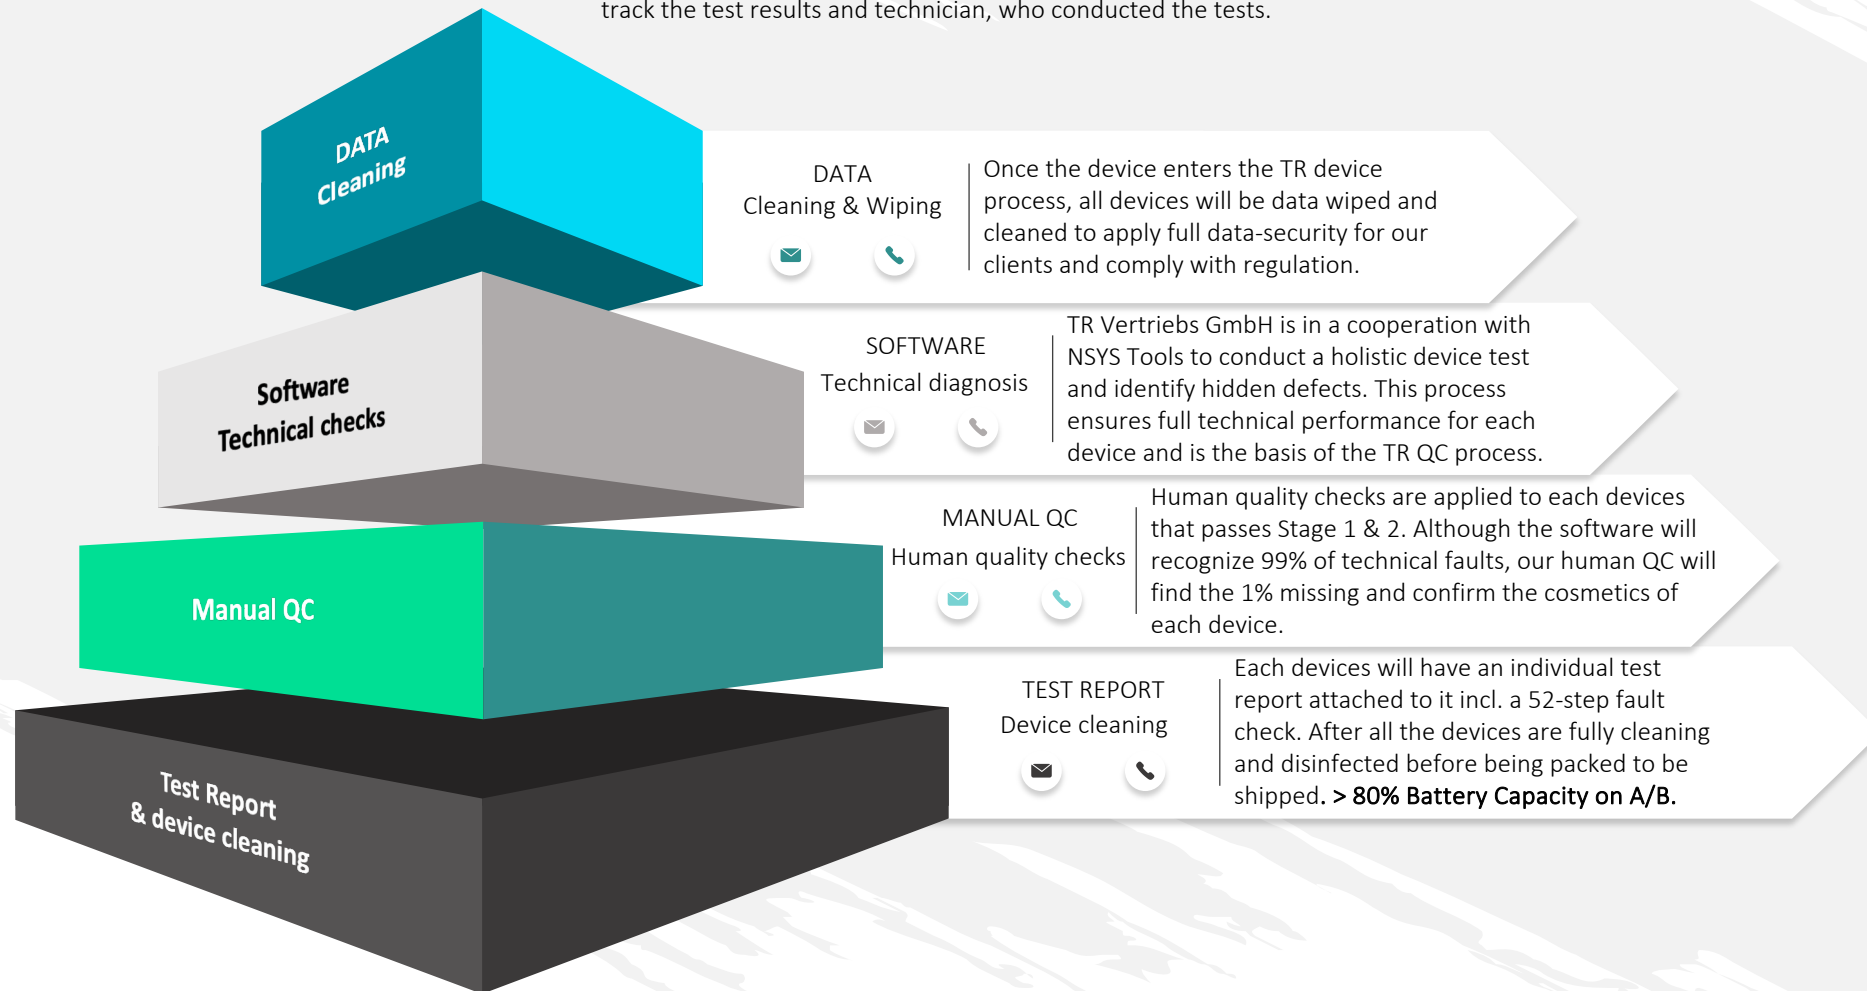 track the test results and technician, who conducted the tests.
DATA
Cleaning
DATA
Cleaning & Wiping
Once the device enters the TR device
process, all devices will be data wiped and
cleaned to apply full data-security for our
clients and comply with regulation.
Software
Technical checks
SOFTWARE
Technical diagnosis
TR Vertriebs GmbH is in a cooperation with
NSYS Tools to conduct a holistic device test
and identify hidden defects. This process
ensures full technical performance for each
device and is the basis of the TR QC process.
Manual QC
MANUAL QC
Human quality checks
Human quality checks are applied to each devices
that passes Stage 1 & 2. Although the software will
recognize 99% of technical faults, our human QC will
find the 1% missing and confirm the cosmetics of
each device.
Test Report
& device cleaning
TEST REPORT
Device cleaning
Each devices will have an individual test
report attached to it incl. a 52-step fault
check. After all the devices are fully cleaning
and disinfected before being packed to be
shipped. > 80% Battery Capacity on A/B.